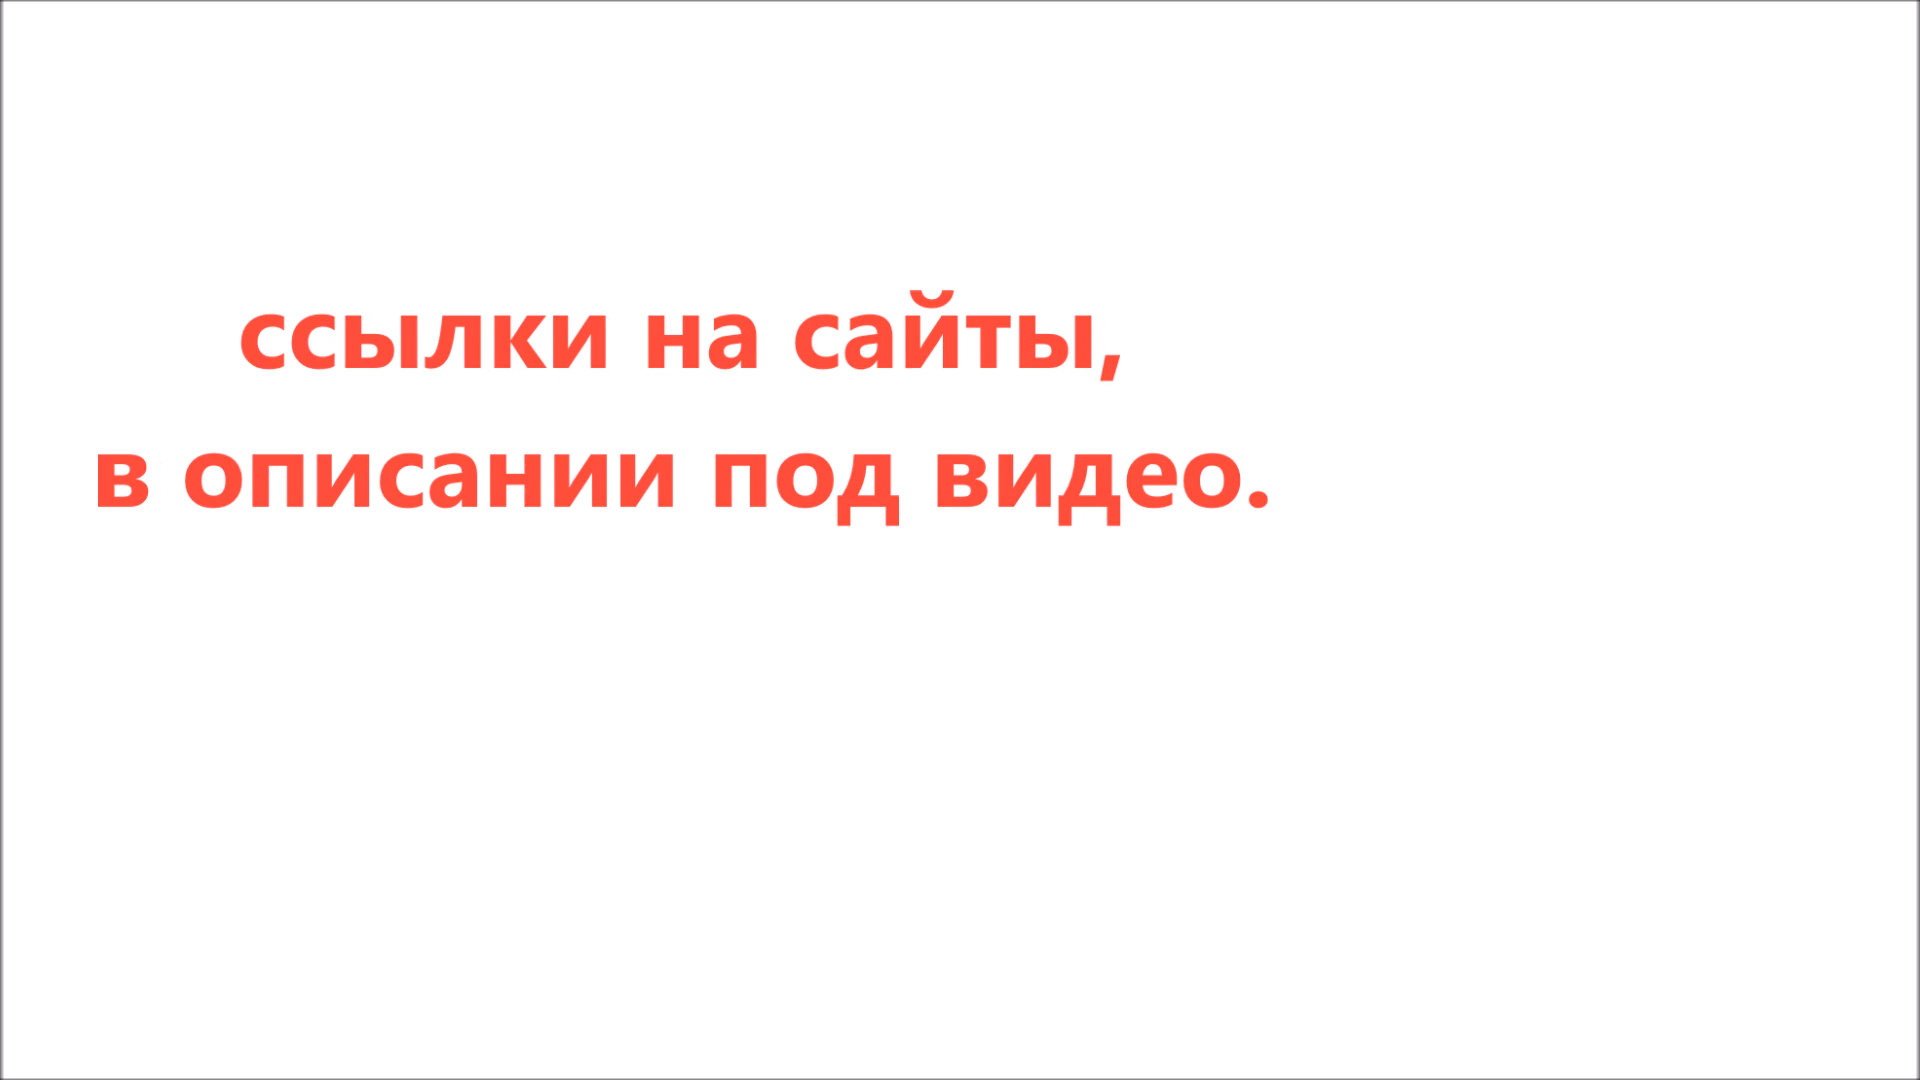 ссылки на сайты,
в описании под видео.